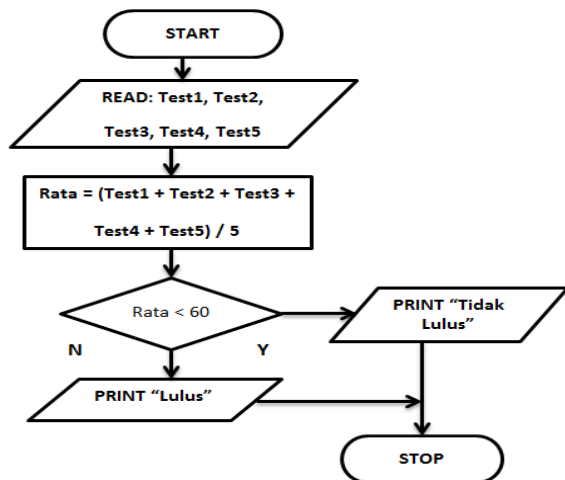 START
READ: Test1, Test2,
Test3, Test4, Test5
Rata = (Test1 + Test2 + Test3 +
Test4 + Test5) / 5
Rata < 60
PRINT “Tidak
Lulus”
N
Y
PRINT “Lulus”
STOP